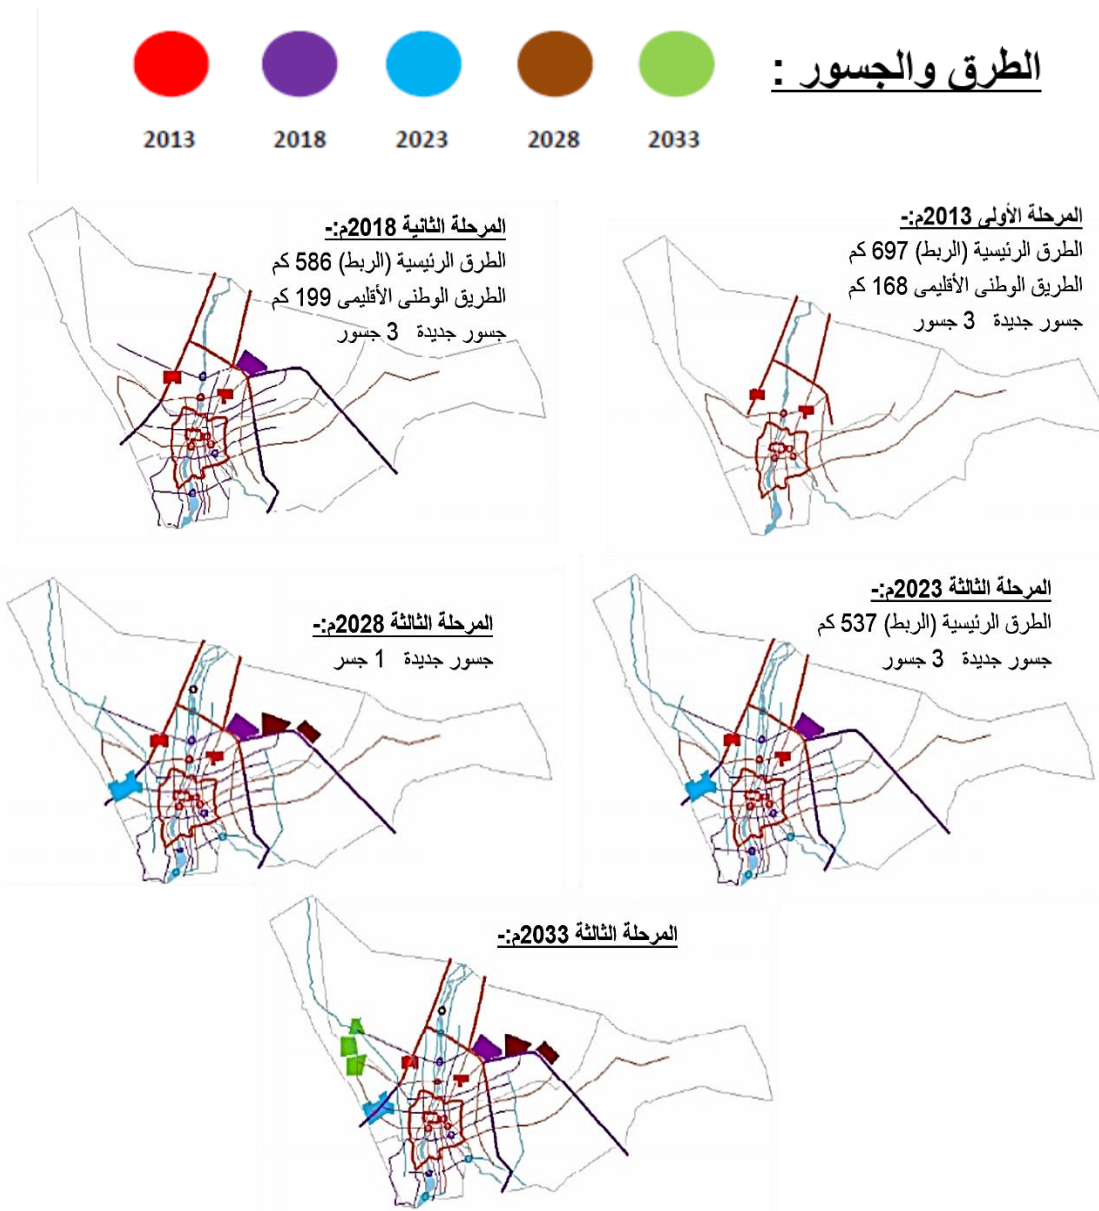 الطرق والجسور :
2013 2018 2023 2028 2033
المرحلة الأولى 2013م:-
الطرق الرئيسية (الربط) 697 كم
الطريق الوطنى الأقليمى 168 كم
جسور جديدة 3 جسور
المرحلة الثانية 2018م:-
الطرق الرئيسية (الربط) 586 كم
الطريق الوطنى الأقليمى 199 كم
جسور جديدة 3 جسور
المرحلة الثالثة 2023م:-
الطرق الرئيسية (الربط) 537 كم
جسور جديدة 3 جسور
المرحلة الثالثة 2028م:-
جسور جديدة 1 جسر
المرحلة الثالثة 2033م:-